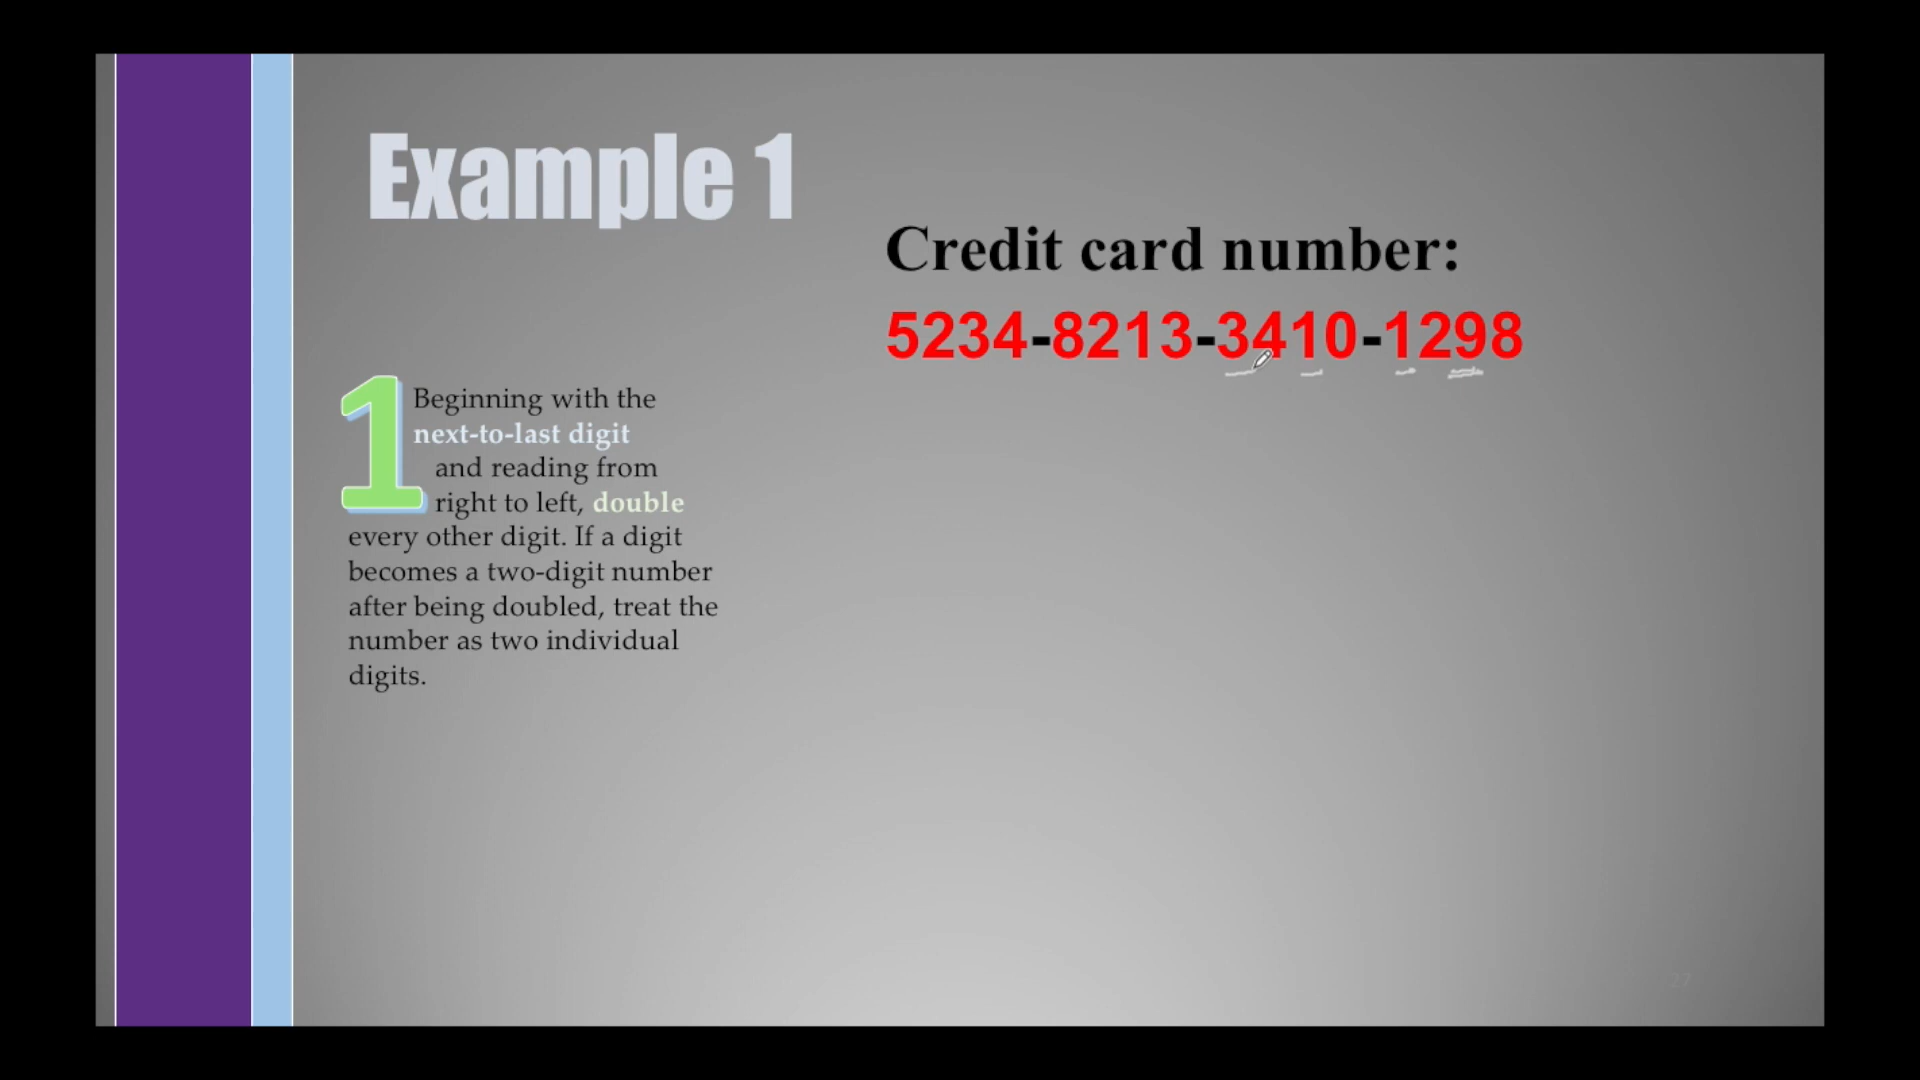 Example 1
Credit card number:
5234-8213-3410-1298
1
Beginning with the
next-to-last digit
and reading from
right to left, double
every other digit. If a digit
becomes a two-digit number
after being doubled, treat the
number as two individual
digits.
27